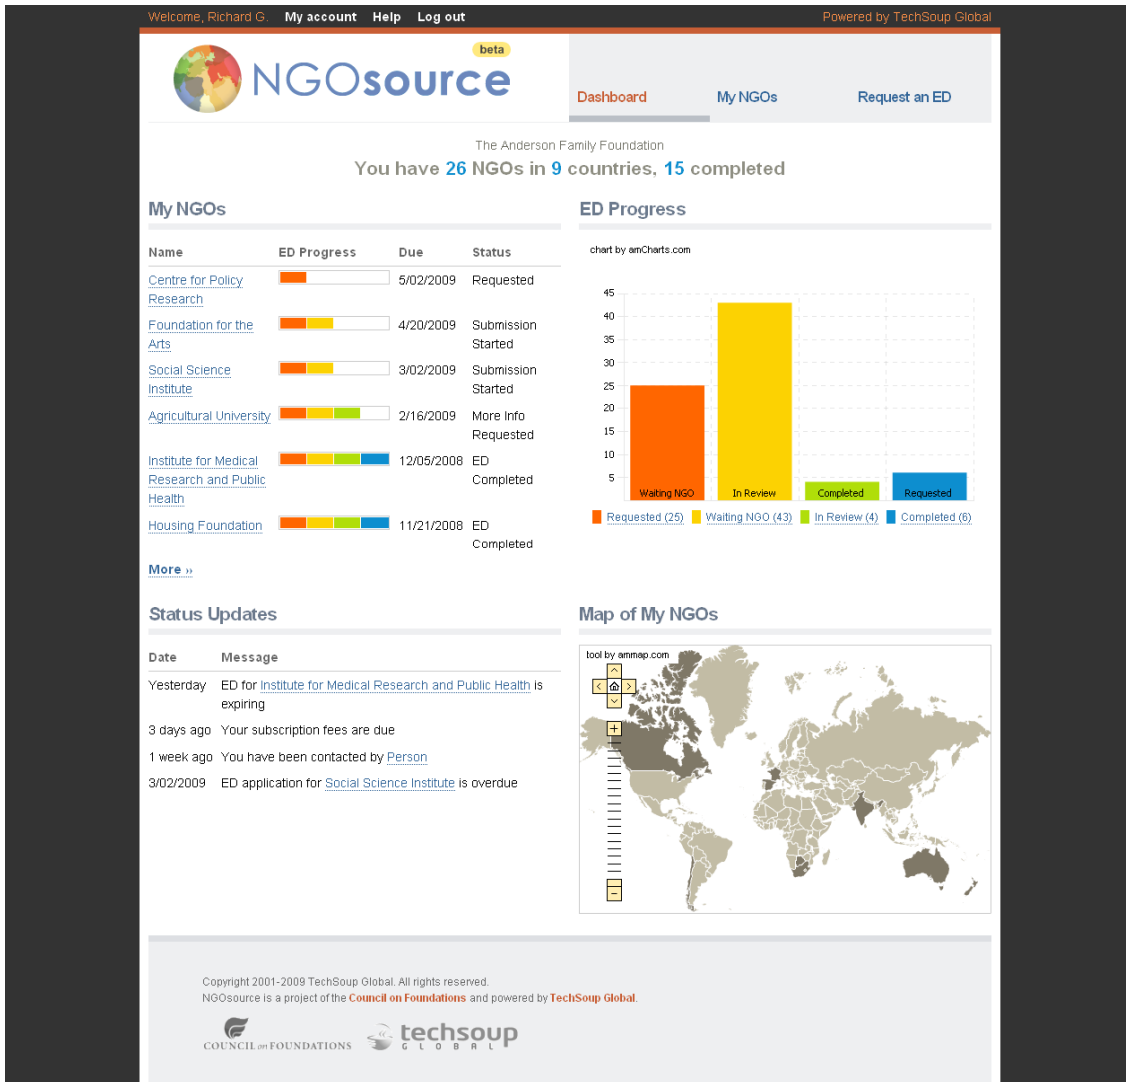 Welcome, Richard G. My account Help Log out Powered by TechSoup Global
beta
NGOsource
Dashboard My NGOs Request an ED
The Anderson Family Foundation
You have 26 NGOs in 9 countries, 15 completed
My NGOs
Name ED Progress Due Status
Centre for Policy 5/02/2009 Requested
Research
Foundation for the 4/20/2009 Submission
Arts Started
Social Science 3/02/2009 Submission
Institute Started
Agricultural University 2/16/2009 More Info
Requested
Institute for Medical 12/05/2008 ED
Research and Public Completed
Health
Housing Foundation 11/21/2008 ED
Completed
More »
ED Progress
chart by amCharts.com
45
40
35
30
25
20
15
10
5
Waiting NGO In Review Completed Requested
Requested (25) Waiting NGO (43) In Review (4) Completed (6)
Status Updates
Date Message
Yesterday ED for Institute for Medical Research and Public Health is
expiring
3 days ago Your subscription fees are due
1 week ago You have been contacted by Person
3/02/2009 ED application for Social Science Institute is overdue
Map of My NGOs
tool by ammap.com
Copyright 2001-2009 TechSoup Global. All rights reserved.
NGOsource is a project of the Council on Foundations and powered by TechSoup Global.
COUNCIL on FOUNDATIONS
techsoup
GLOBAL